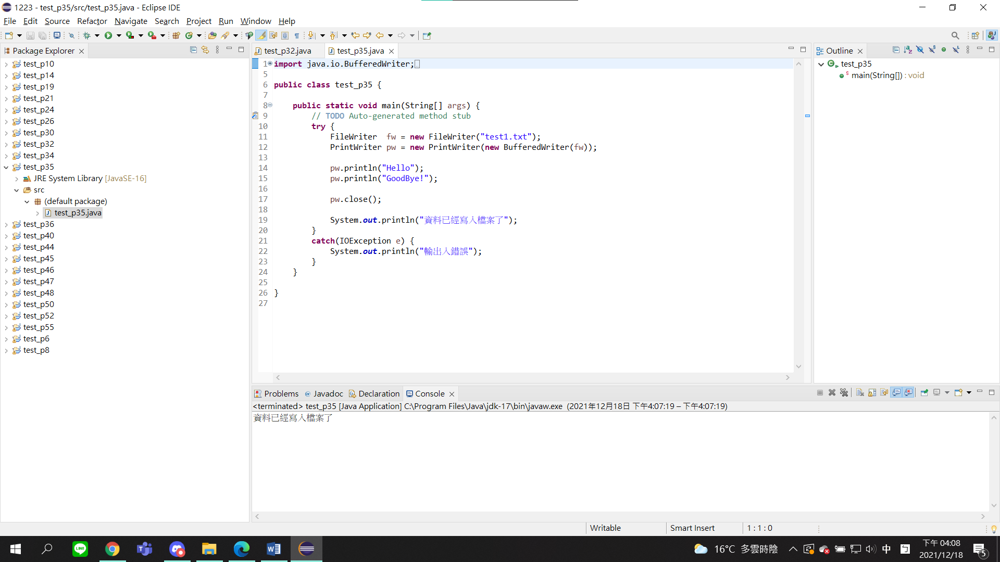 1223 - test_p35/src/test_p35.java - Eclipse IDE
File Edit Source Refactor Navigate Search Project Run Window Help
Package Explorer
test_p10
test_p14
test_p19
test_p21
test_p24
test_p26
test_p30
test_p32
test_p34
test_p35
JRE System Library [JavaSE-16]
src
(default package)
test_p35.java
test_p36
test_p40
test_p44
test_p45
test_p46
test_p47
test_p48
test_p50
test_p52
test_p55
test_p6
test_p8
test_p32.java test_p35.java
1 import java.io.BufferedWriter;
5
6 public class test_p35 {
7
8 public static void main(String[] args) {
9 // TODO Auto-generated method stub
10 try {
11 FileWriter fw = new FileWriter("test1.txt");
12 PrintWriter pw = new PrintWriter(new BufferedWriter(fw));
13
14 pw.println("Hello");
15 pw.println("GoodBye!");
16
17 pw.close();
18
19 System.out.println("資料已經寫入檔案了");
20 }
21 catch(IOException e) {
22 System.out.println("輸出入錯誤");
23 }
24 }
25
26 }
27
Outline
test_p35
main(String[]) : void
Problems Javadoc Declaration Console
<terminated> test_p35 [Java Application] C:\Program Files\Java\jdk-17\bin\javaw.exe (2021年12月18日 下午4:07:19 – 下午4:07:19)
資料已經寫入檔案了
Writable Smart Insert 1 : 1 : 0
LINE
16°C 多雲時陰
中
下午 04:08
2021/12/18
5